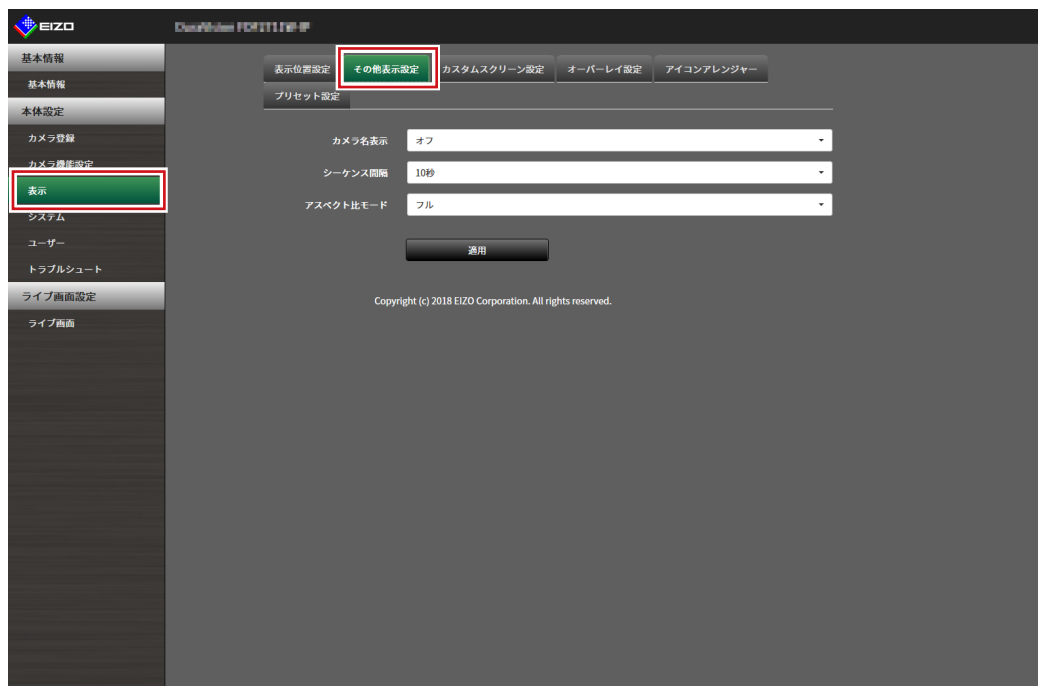 EIZO
基本情報
基本情報
本体設定
カメラ登録
カメラ機能設定
表示
システム
ユーザー
トラブルシュート
ライブ画面設定
ライブ画面
表示位置設定
その他表示設定
カスタムスクリーン設定
オーバーレイ設定
アイコンアレンジャー
プリセット設定
カメラ名表示 オフ
シーケンス間隔 10秒
アスペクト比モード フル
適用
Copyright (c) 2018 EIZO Corporation. All rights reserved.